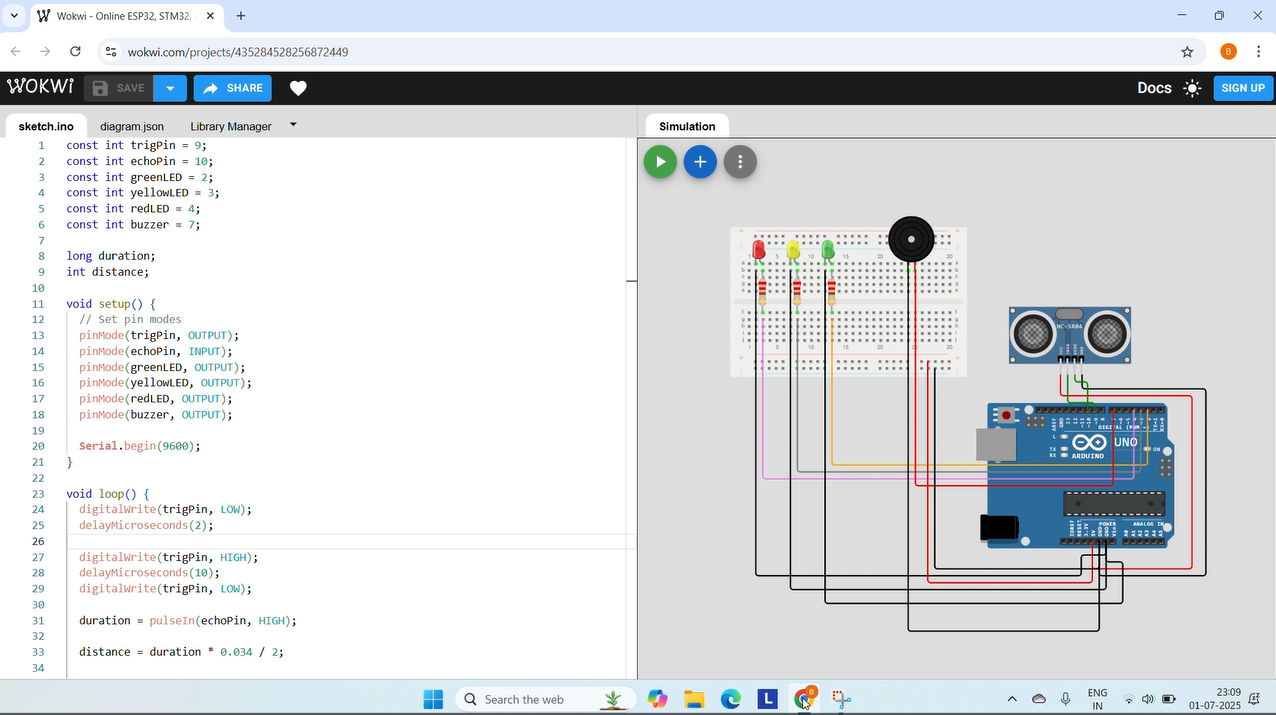 Wokwi - Online ESP32, STM32,
wokwi.com/projects/435284528256872449
B
WOKWI
SAVE
SHARE
Docs
SIGN UP
sketch.ino
diagram.json
Library Manager
Simulation
1 const int trigPin = 9;
2 const int echoPin = 10;
3 const int greenLED = 2;
4 const int yellowLED = 3;
5 const int redLED = 4;
6 const int buzzer = 7;
7
8 long duration;
9 int distance;
10
11 void setup() {
12 // Set pin modes
13 pinMode(trigPin, OUTPUT);
14 pinMode(echoPin, INPUT);
15 pinMode(greenLED, OUTPUT);
16 pinMode(yellowLED, OUTPUT);
17 pinMode(redLED, OUTPUT);
18 pinMode(buzzer, OUTPUT);
19
20 Serial.begin(9600);
21 }
22
23 void loop() {
24 digitalWrite(trigPin, LOW);
25 delayMicroseconds(2);
26
27 digitalWrite(trigPin, HIGH);
28 delayMicroseconds(10);
29 digitalWrite(trigPin, LOW);
30
31 duration = pulseIn(echoPin, HIGH);
32
33 distance = duration * 0.034 / 2;
34
HC-SR04
DIGITAL (PWM ~)
UNO
ARDUINO
L
TX
RX
ON
POWER
ANALOG IN
Search the web
L
B
ENG
IN
23:09
01-07-2025